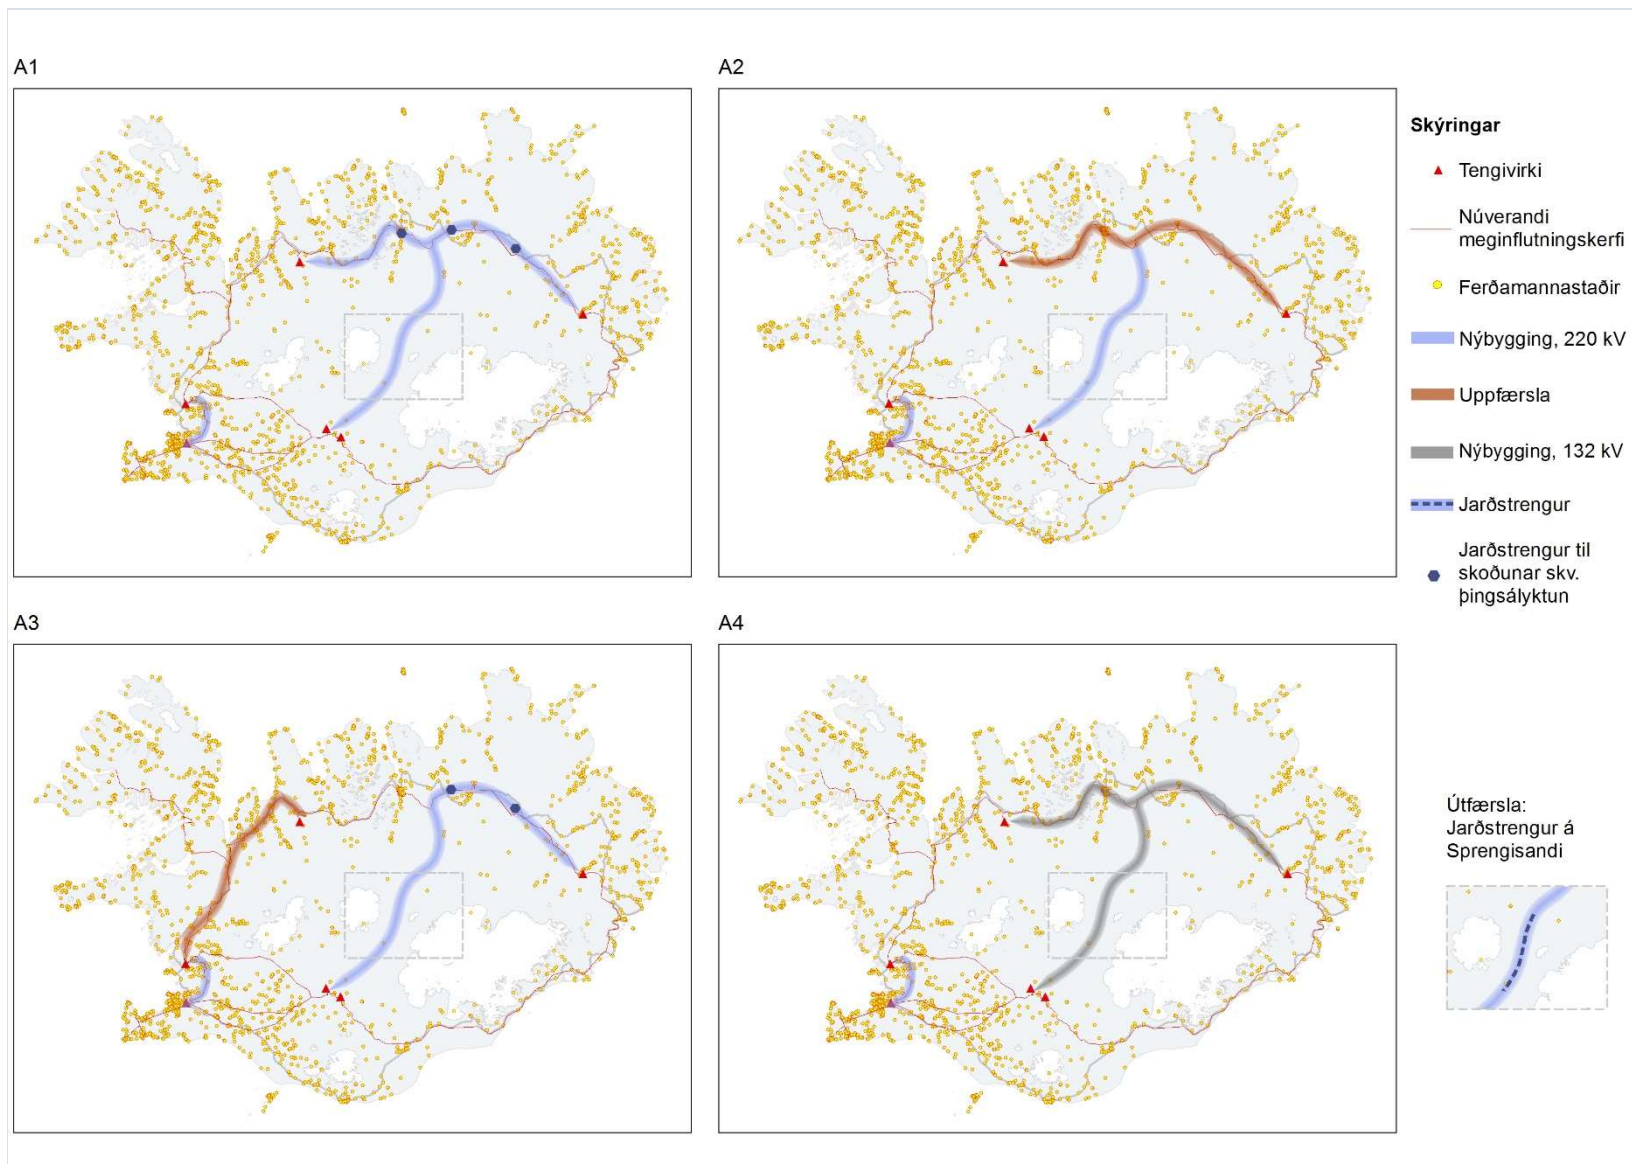 A1
A2
Skýringar
Tengivirki
Núverandi
meginflutningskerfi
Ferðamannastaðir
Nýbygging, 220 kV
Uppfærsla
Nýbygging, 132 kV
Jarðstrengur
Jarðstrengur til
skoðunar skv.
þingsályktun
A3
A4
Útfærsla:
Jarðstrengur á
Sprengisandi